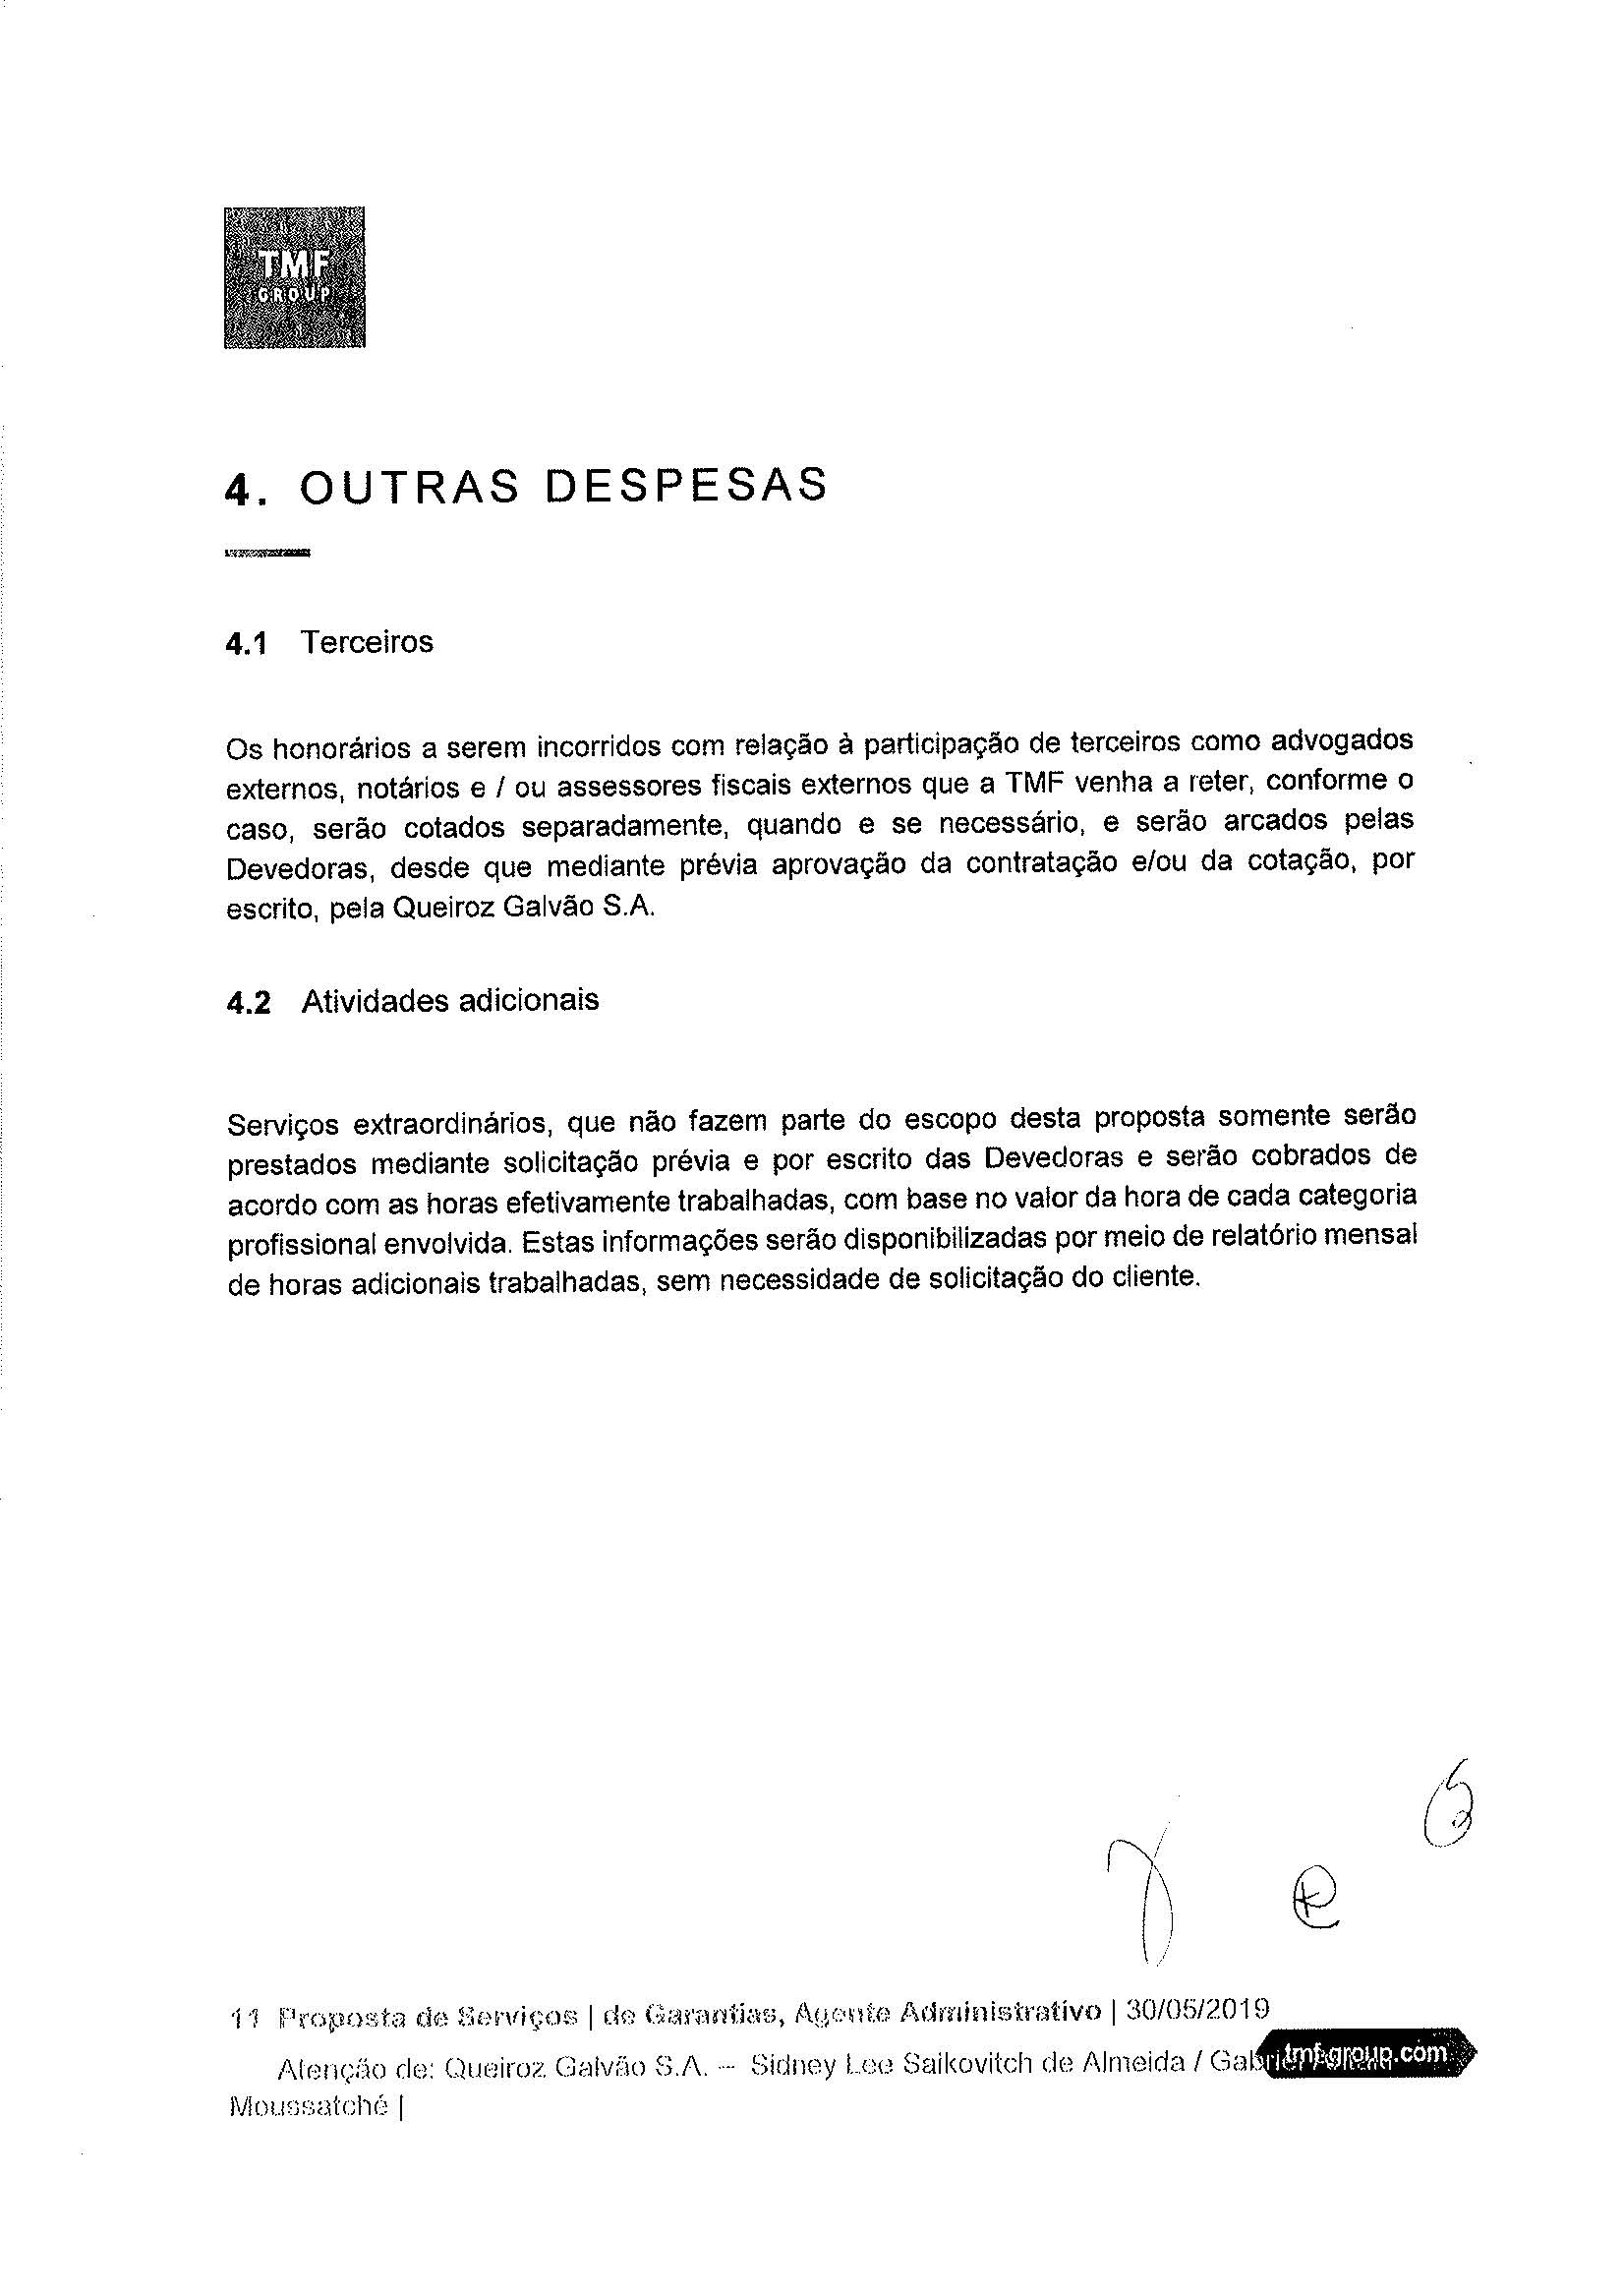 TMF
GROUP
4. OUTRAS DESPESAS
4.1 Terceiros
Os honorários a serem incorridos com relação à participação de terceiros como advogados
externos, notários e / ou assessores fiscais externos que a TMF venha a reter, conforme o
caso, serão cotados separadamente, quando e se necessário, e serão arcados pelas
Devedoras, desde que mediante prévia aprovação da contratação e/ou da cotação, por
escrito, pela Queiroz Galvão S.A.
4.2 Atividades adicionais
Serviços extraordinários, que não fazem parte do escopo desta proposta somente serão
prestados mediante solicitação prévia e por escrito das Devedoras e serão cobrados de
acordo com as horas efetivamente trabalhadas, com base no valor da hora de cada categoria
profissional envolvida. Estas informações serão disponibilizadas por meio de relatório mensal
de horas adicionais trabalhadas, sem necessidade de solicitação do cliente.
11 Proposta de Serviços | de Garantias, Agente Administrativo | 30/05/2019
Atenção de: Queiroz Galvão S.A. – Sidney Lee Saikovitch de Almeida /
tmf-group.com
Moussatché |